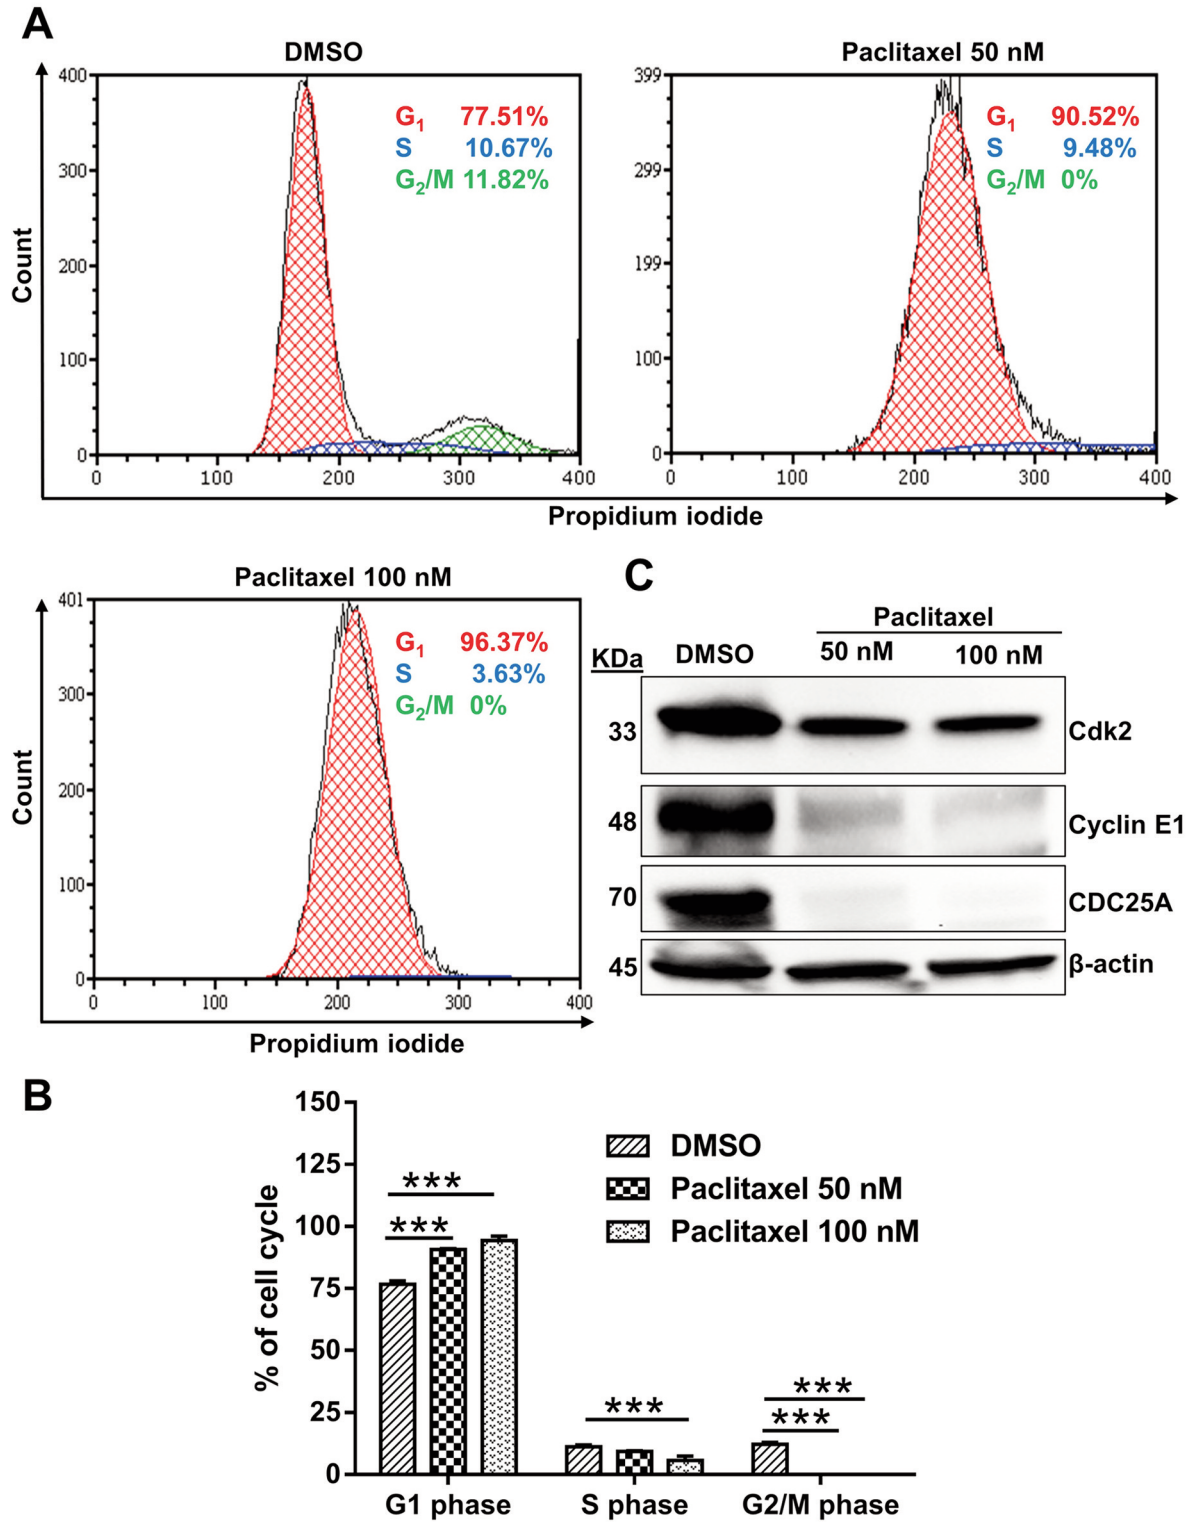 A
DMSO
Paclitaxel 50 nM
400
300
200
100
0
0 100 200 300 400
G1 77.51%
S 10.67%
G2/M 11.82%
399
299
199
100
0
0 100 200 300 400
G1 90.52%
S 9.48%
G2/M 0%
Count
Propidium iodide
Paclitaxel 100 nM
401
300
200
100
0
0 100 200 300 400
G1 96.37%
S 3.63%
G2/M 0%
Count
Propidium iodide
C
Paclitaxel
KDa DMSO 50 nM 100 nM
33 Cdk2
48 Cyclin E1
70 CDC25A
45 β-actin
B
150
125
100
75
50
25
0
% of cell cycle
DMSO
Paclitaxel 50 nM
Paclitaxel 100 nM
***
***
***
***
***
G1 phase S phase G2/M phase